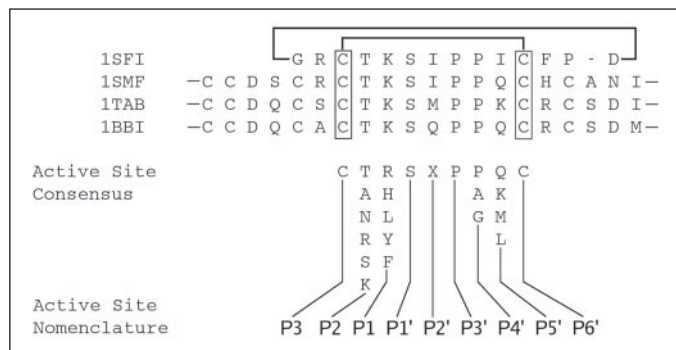 1SFI G R C T K S I P P I C F P - D
1SMF –C C D S C R C T K S I P P Q C H C A N I–
1TAB –C C D Q C S C T K S M P P K C R C S D I–
1BBI –C C D Q C A C T K S Q P P Q C R C S D M–
Active Site C T R S X P P Q C
Consensus A H A K
N L G M
R Y L
S F
K
Active Site
Nomenclature P3 P2 P1 P1' P2' P3' P4' P5' P6'